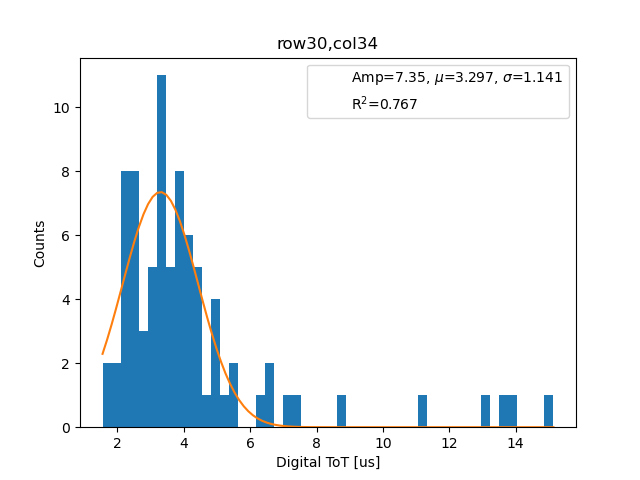 row30,col34
Amp=7.35, μ=3.297, σ=1.141
R²=0.767
10
8
6
4
2
0
Counts
2 4 6 8 10 12 14
Digital ToT [us]